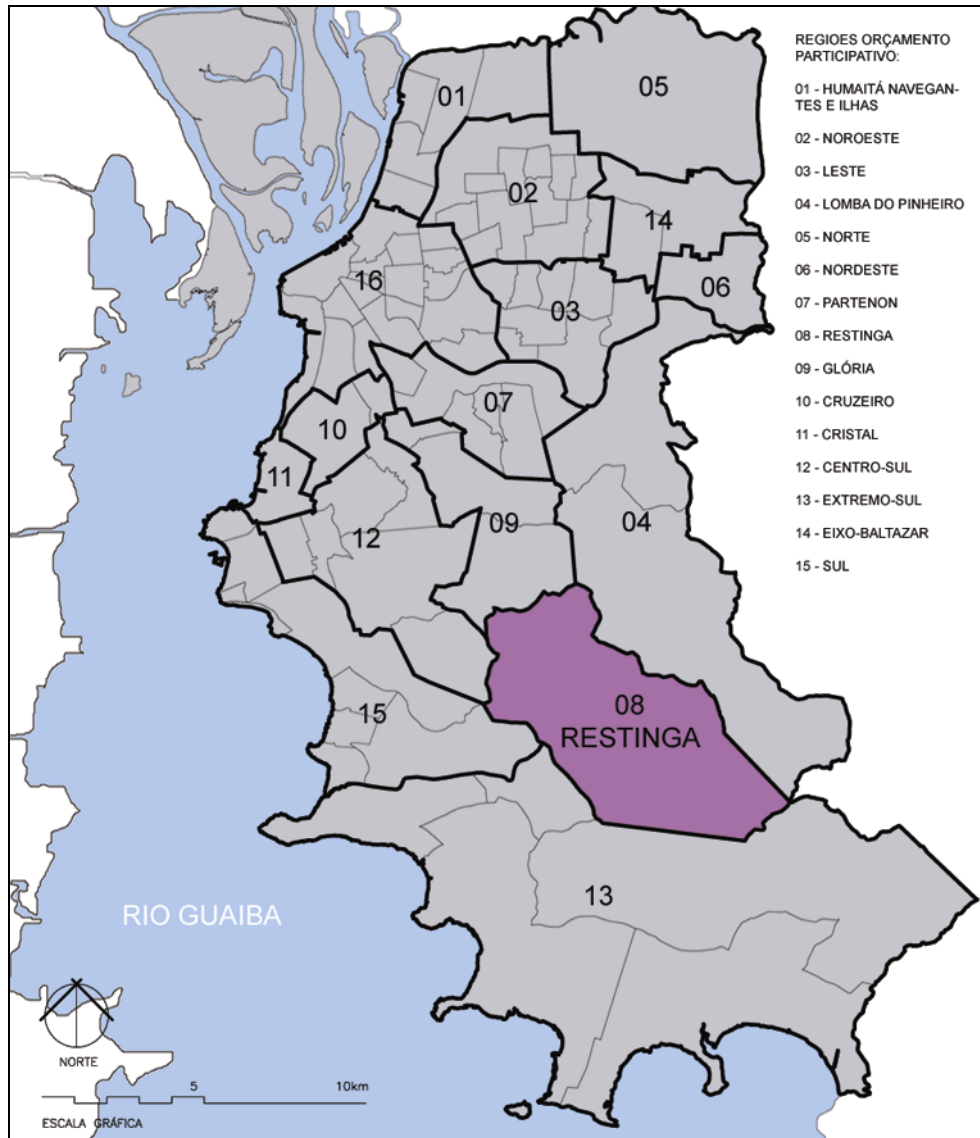 REGIOES ORÇAMENTO
PARTICIPATIVO:
01 - HUMAITÁ NAVEGAN-
TES E ILHAS
02 - NOROESTE
03 - LESTE
04 - LOMBA DO PINHEIRO
05 - NORTE
06 - NORDESTE
07 - PARTENON
08 - RESTINGA
09 - GLÓRIA
10 - CRUZEIRO
11 - CRISTAL
12 - CENTRO-SUL
13 - EXTREMO-SUL
14 - EIXO-BALTAZAR
15 - SUL
05
01
02
14
16
06
03
07
10
11
04
09
12
08
RESTINGA
15
13
RIO GUAIBA
NORTE
5
10km
ESCALA GRÁFICA